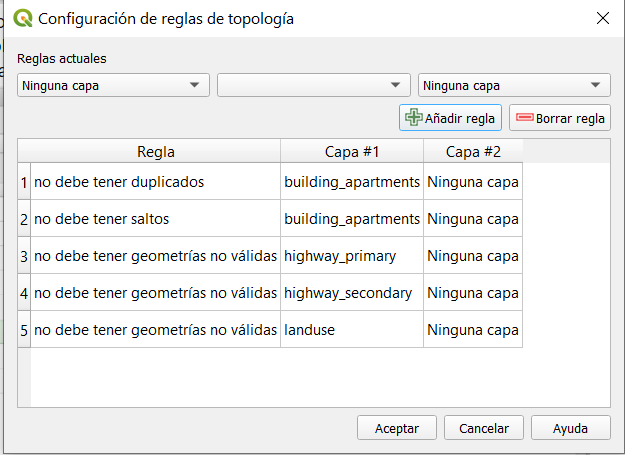 Configuración de reglas de topología
Reglas actuales
Ninguna capa Ninguna capa
Añadir regla Borrar regla
Regla Capa #1 Capa #2
1 no debe tener duplicados building_apartments Ninguna capa
2 no debe tener saltos building_apartments Ninguna capa
3 no debe tener geometrías no válidas highway_primary Ninguna capa
4 no debe tener geometrías no válidas highway_secondary Ninguna capa
5 no debe tener geometrías no válidas landuse Ninguna capa
Aceptar Cancelar Ayuda